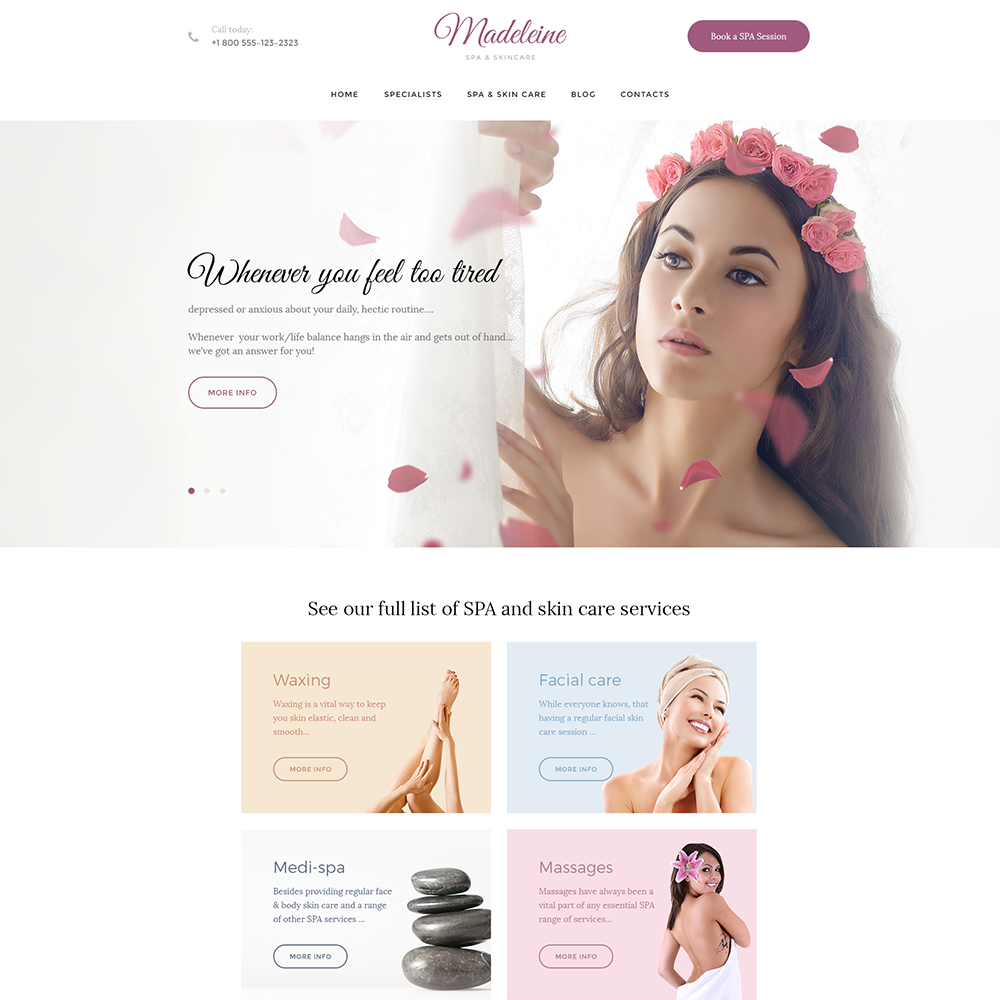 Call today:
+1 800 555-123-2323
Madeleine
SPA & SKINCARE
Book a SPA Session
HOME
SPECIALISTS
SPA & SKIN CARE
BLOG
CONTACTS
Whenever you feel too tired
depressed or anxious about your daily, hectic routine....
Whenever your work/life balance hangs in the air and gets out of hand...
we've got an answer for you!
MORE INFO
See our full list of SPA and skin care services
Waxing
Waxing is a vital way to keep
you skin elastic, clean and
smooth...
MORE INFO
Facial care
While everyone knows, that
having a regular facial skin
care session ...
MORE INFO
Medi-spa
Besides providing regular face
& body skin care and a range
of other SPA services ...
MORE INFO
Massages
Massages have always been a
vital part of any essential SPA
range of services...
MORE INFO